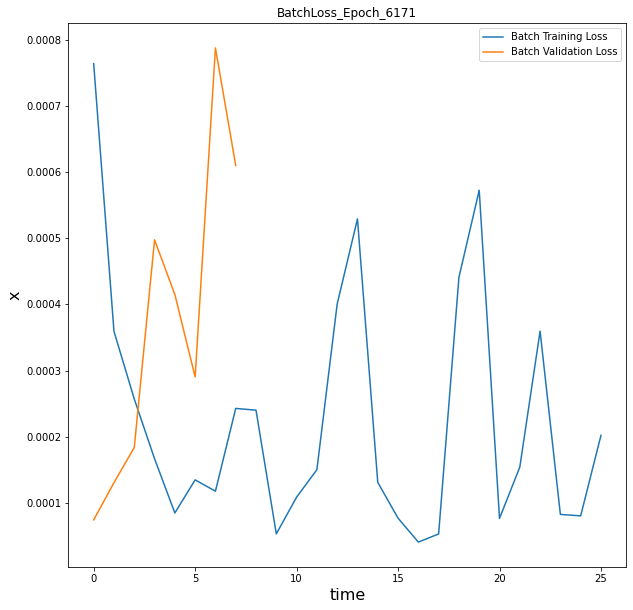 BatchLoss_Epoch_6171
Batch Training Loss
Batch Validation Loss
0.0008
0.0007
0.0006
0.0005
0.0004
0.0003
0.0002
0.0001
x
0 5 10 15 20 25
time